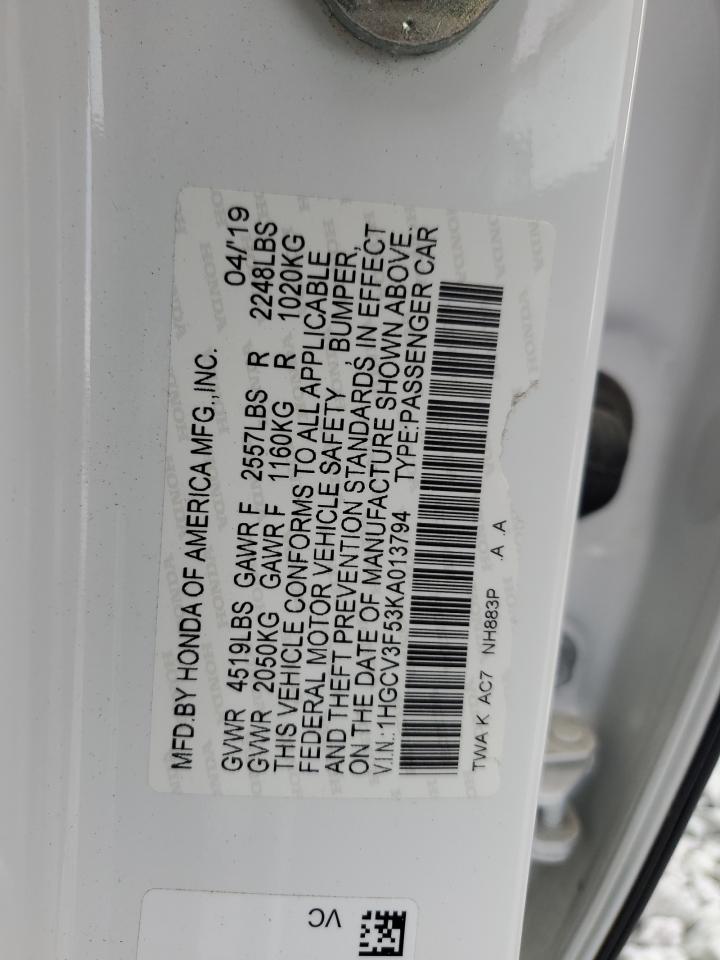 MFD.BY HONDA OF AMERICA MFG.,INC. 04/'19
GVWR 4519LBS GAWR F 2557LBS R 2248LBS
GVWR 2050KG GAWR F 1160KG R 1020KG
THIS VEHICLE CONFORMS TO ALL APPLICABLE
FEDERAL MOTOR VEHICLE SAFETY , BUMPER,
AND THEFT PREVENTION STANDARDS, IN EFFECT
ON THE DATE OF MANUFACTURE SHOWN ABOVE.
V.I.N.:1HGCV3F53KA013794 TYPE:PASSENGER CAR
TWA K AC7 NH883P .A .A
VC